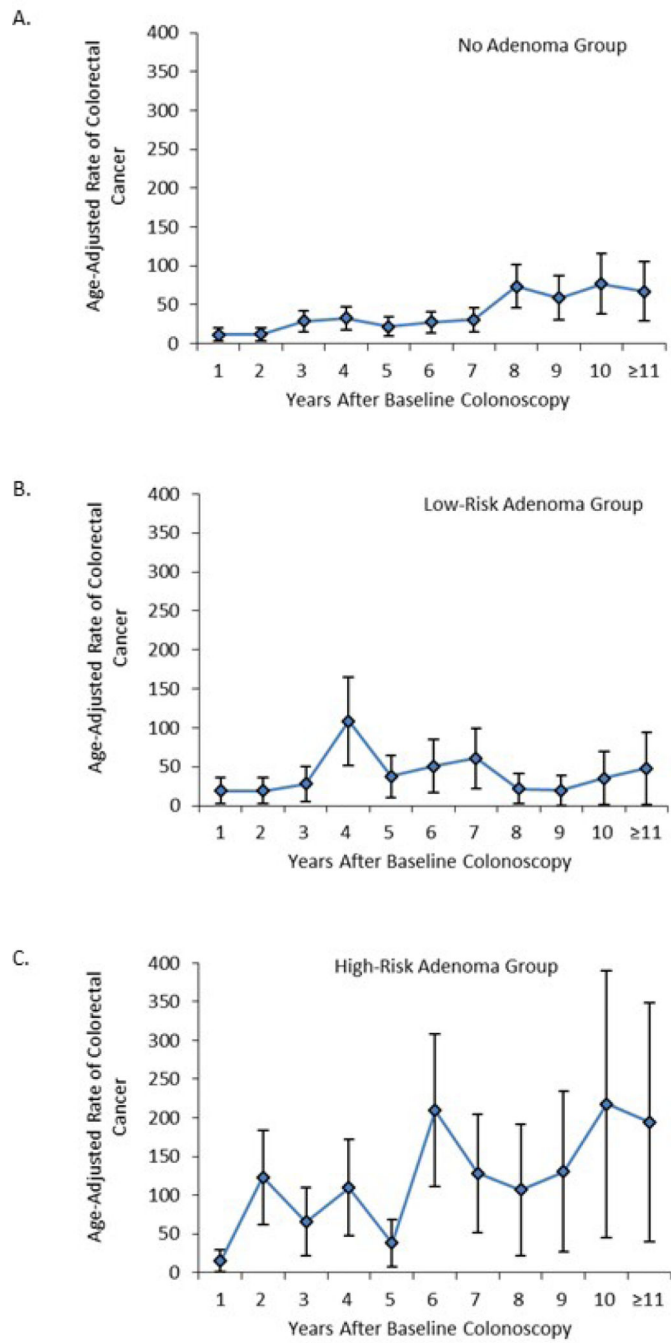 A.
No Adenoma Group
Age-Adjusted Rate of Colorectal
Cancer
400
350
300
250
200
150
100
50
0
1 2 3 4 5 6 7 8 9 10 ≥11
Years After Baseline Colonoscopy
B.
Low-Risk Adenoma Group
Age-Adjusted Rate of Colorectal
Cancer
400
350
300
250
200
150
100
50
0
1 2 3 4 5 6 7 8 9 10 ≥11
Years After Baseline Colonoscopy
C.
High-Risk Adenoma Group
Age-Adjusted Rate of Colorectal
Cancer
400
350
300
250
200
150
100
50
0
1 2 3 4 5 6 7 8 9 10 ≥11
Years After Baseline Colonoscopy